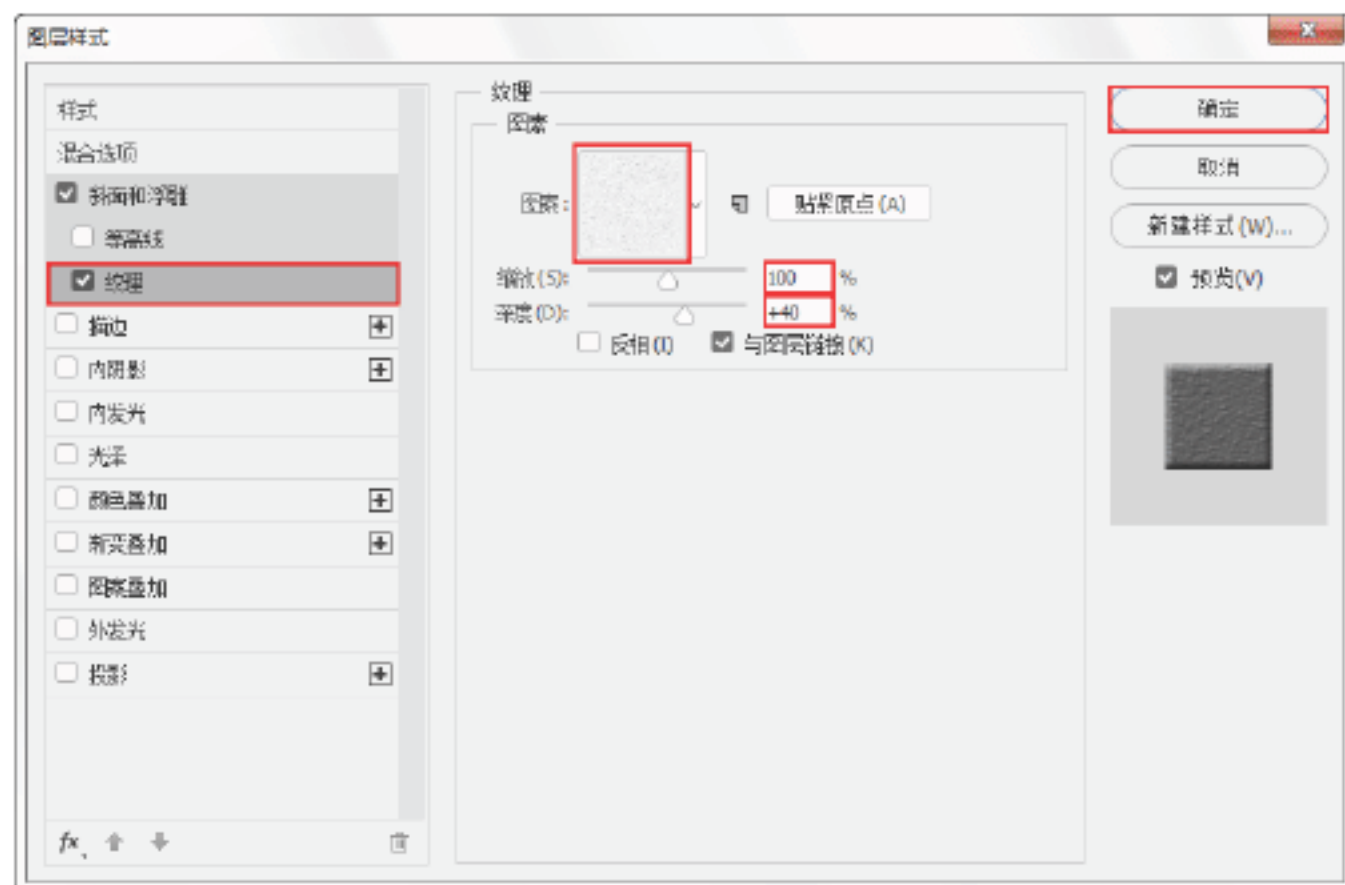 图层样式
样式
混合选项
斜面和浮雕
等高线
纹理
描边
内阴影
内发光
光泽
颜色叠加
渐变叠加
图案叠加
外发光
投影
fx
纹理
图案
图案：
贴紧原点(A)
缩放(S): 100 %
深度(D): +40 %
反相(I) 与图层链接(K)
确定
取消
新建样式(W)...
预览(V)